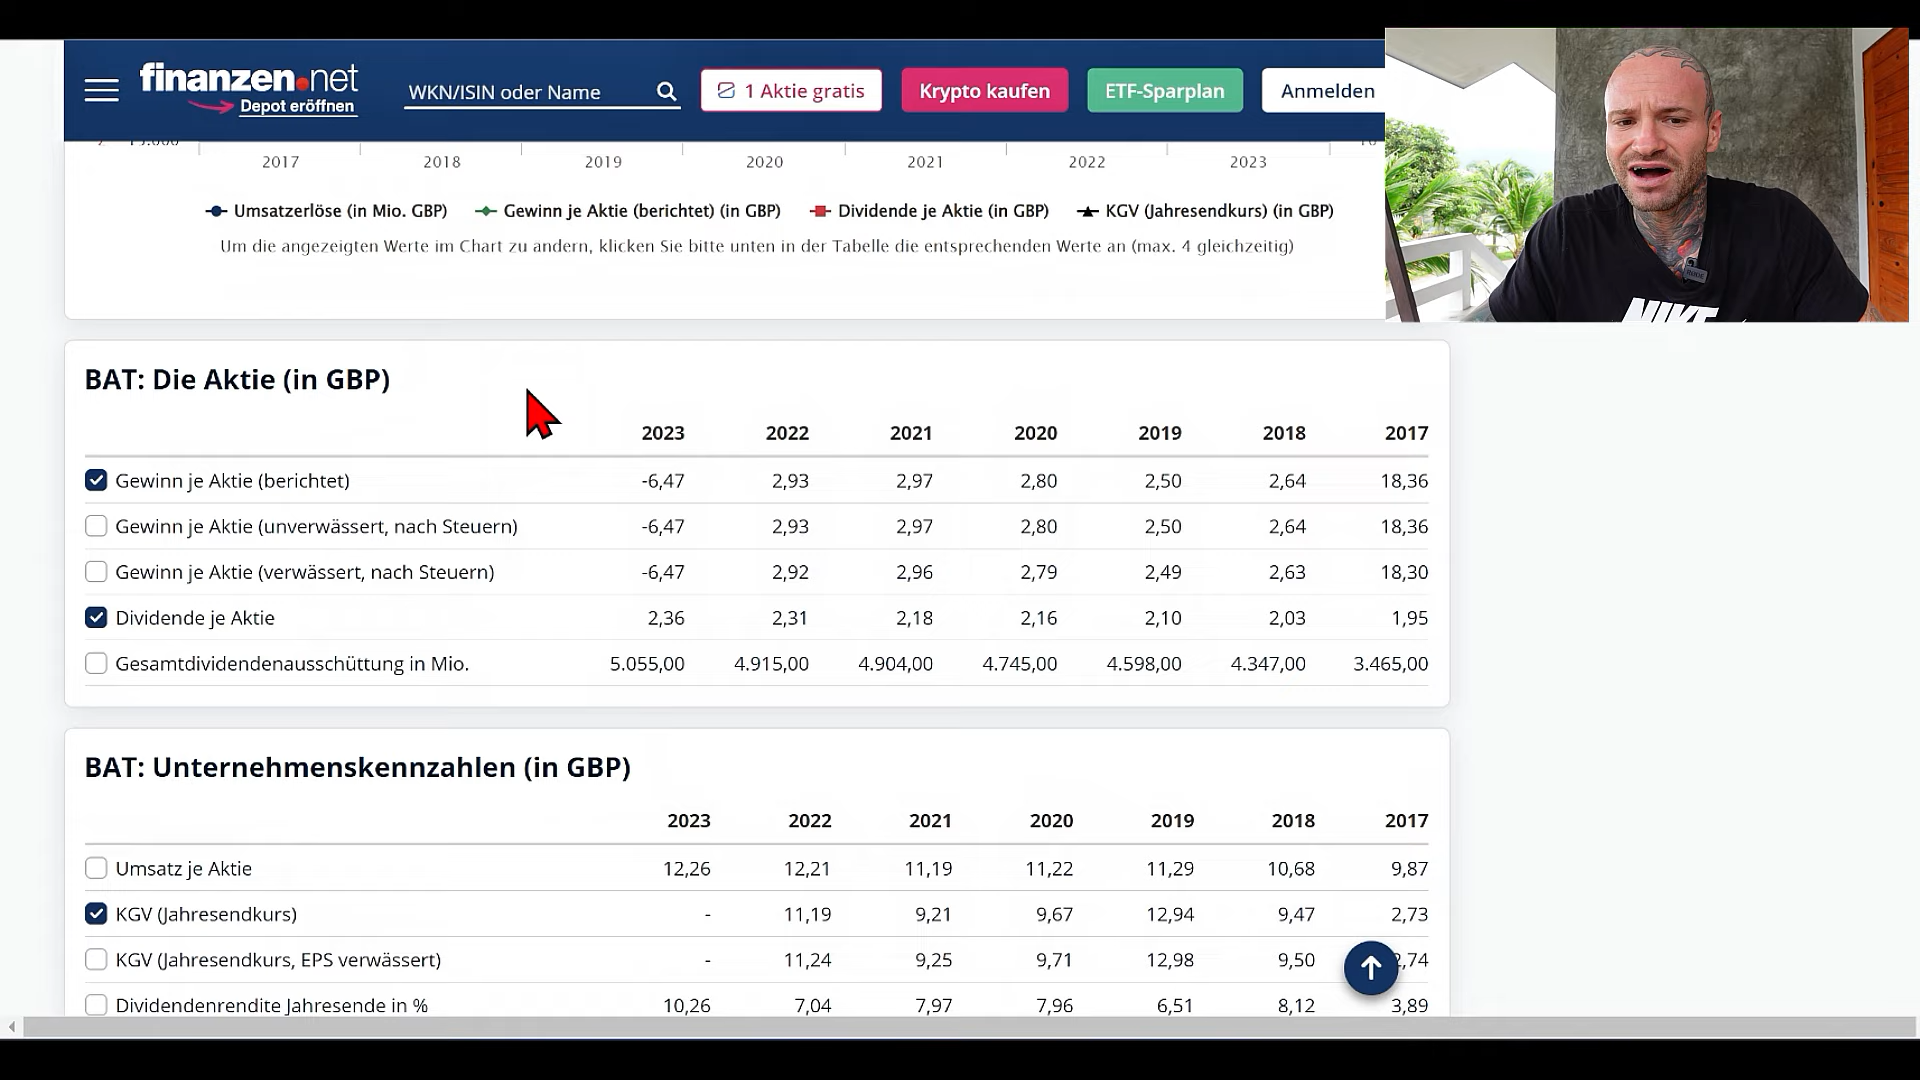 finanzen.net
Depot eröffnen
WKN/ISIN oder Name
1 Aktie gratis
Krypto kaufen
ETF-Sparplan
Anmelden
2017 2018 2019 2020 2021 2022 2023
Umsatzerlöse (in Mio. GBP) Gewinn je Aktie (berichtet) (in GBP) Dividende je Aktie (in GBP) KGV (Jahresendkurs) (in GBP)
Um die angezeigten Werte im Chart zu andern, klicken Sie bitte unten in der Tabelle die entsprechenden Werte an (max. 4 gleichzeitig)
BAT: Die Aktie (in GBP)
2023 2022 2021 2020 2019 2018 2017
Gewinn je Aktie (berichtet) -6,47 2,93 2,97 2,80 2,50 2,64 18,36
Gewinn je Aktie (unverwässert, nach Steuern) -6,47 2,93 2,97 2,80 2,50 2,64 18,36
Gewinn je Aktie (verwässert, nach Steuern) -6,47 2,92 2,96 2,79 2,49 2,63 18,30
Dividende je Aktie 2,36 2,31 2,18 2,16 2,10 2,03 1,95
Gesamtdividendenausschüttung in Mio. 5.055,00 4.915,00 4.904,00 4.745,00 4.598,00 4.347,00 3.465,00
BAT: Unternehmenskennzahlen (in GBP)
2023 2022 2021 2020 2019 2018 2017
Umsatz je Aktie 12,26 12,21 11,19 11,22 11,29 10,68 9,87
KGV (Jahresendkurs) - 11,19 9,21 9,67 12,94 9,47 2,73
KGV (Jahresendkurs, EPS verwässert) - 11,24 9,25 9,71 12,98 9,50 2,74
Dividendenrendite Jahresende in % 10,26 7,04 7,97 7,96 6,51 8,12 3,89
RODE
NIKE